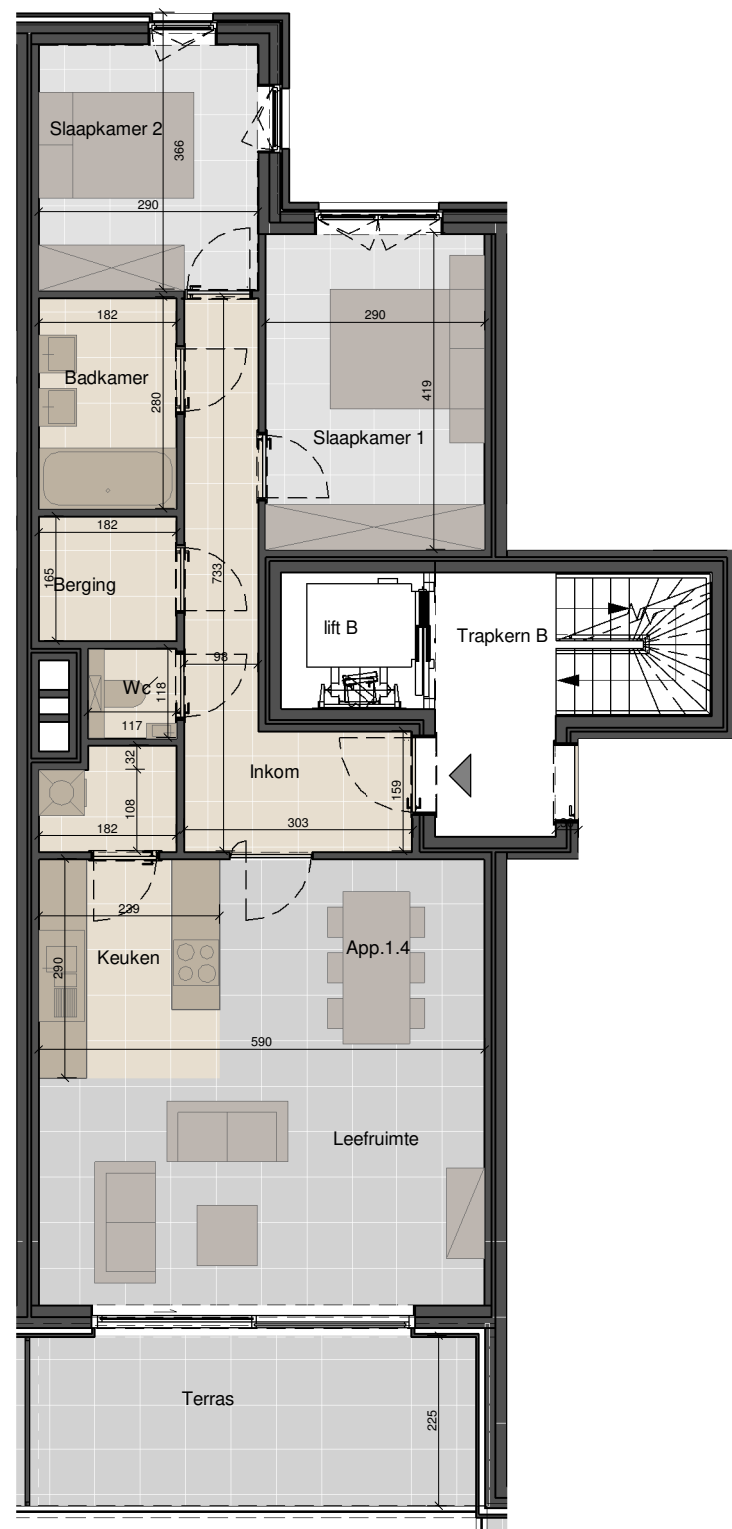 Slaapkamer 2
366
290
182
290
Badkamer
280
419
Slaapkamer 1
182
165
Berging
733
lift B
Trapkern B
98
Wc
118
117
32
Inkom
159
108
182
303
239
Keuken
App.1.4
290
590
Leefruimte
Terras
225